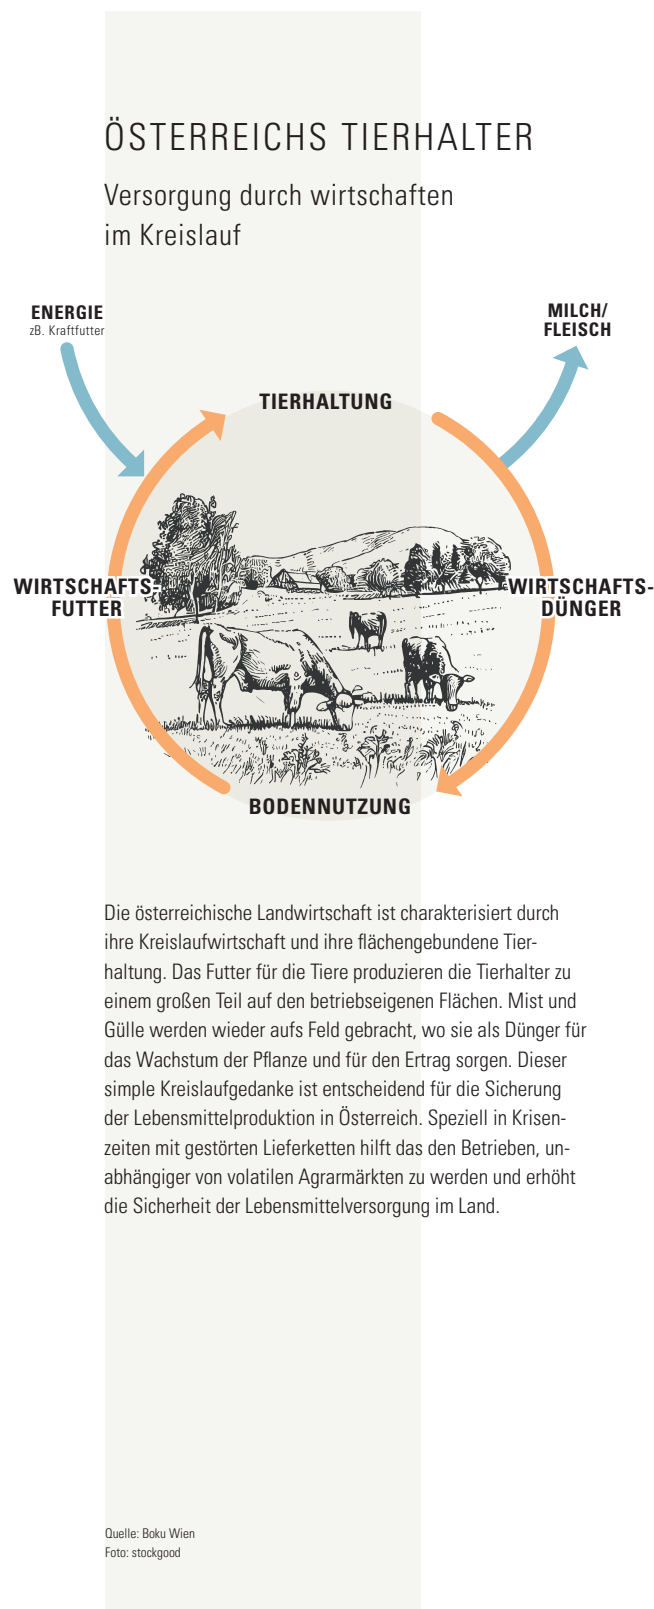 ÖSTERREICHS TIERHALTER
Versorgung durch wirtschaften
im Kreislauf
ENERGIE
zB. Kraftfutter
MILCH/
FLEISCH
TIERHALTUNG
WIRTSCHAFTS-
FUTTER
WIRTSCHAFTS-
DÜNGER
BODENNUTZUNG
Die österreichische Landwirtschaft ist charakterisiert durch
ihre Kreislaufwirtschaft und ihre flächengebundene Tier-
haltung. Das Futter für die Tiere produzieren die Tierhalter zu
einem großen Teil auf den betriebseigenen Flächen. Mist und
Gülle werden wieder aufs Feld gebracht, wo sie als Dünger für
das Wachstum der Pflanze und für den Ertrag sorgen. Dieser
simple Kreislaufgedanke ist entscheidend für die Sicherung
der Lebensmittelproduktion in Österreich. Speziell in Krisen-
zeiten mit gestörten Lieferketten hilft das den Betrieben, un-
abhängiger von volatilen Agrarmärkten zu werden und erhöht
die Sicherheit der Lebensmittelversorgung im Land.
Quelle: Boku Wien
Foto: stockgood